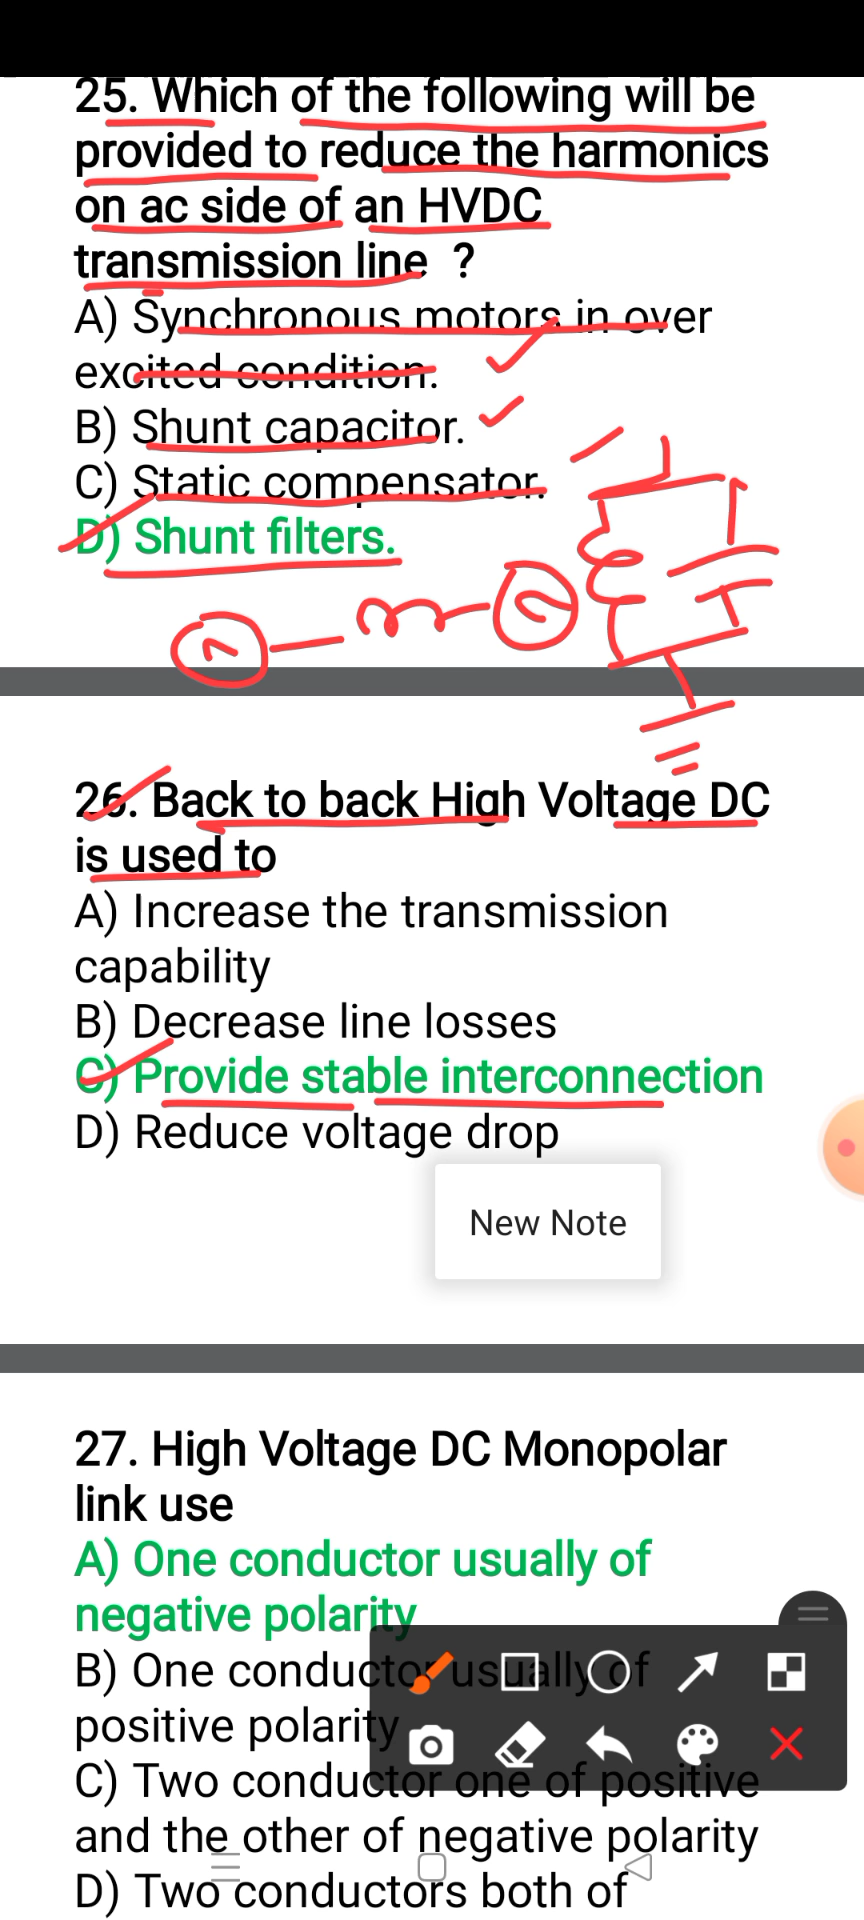 25. Which of the following will be
provided to reduce the harmonics
on ac side of an HVDC
transmission line ?
A) Synchronous motors in over
excited condition.
B) Shunt capacitor.
C) Static compensator.
D) Shunt filters.
26. Back to back High Voltage DC
is used to
A) Increase the transmission
capability
B) Decrease line losses
C) Provide stable interconnection
D) Reduce voltage drop
New Note
27. High Voltage DC Monopolar
link use
A) One conductor usually of
negative polarity
B) One conductor usually of
positive polarity
C) Two conductor one of positive
and the other of negative polarity
D) Two conductors both of